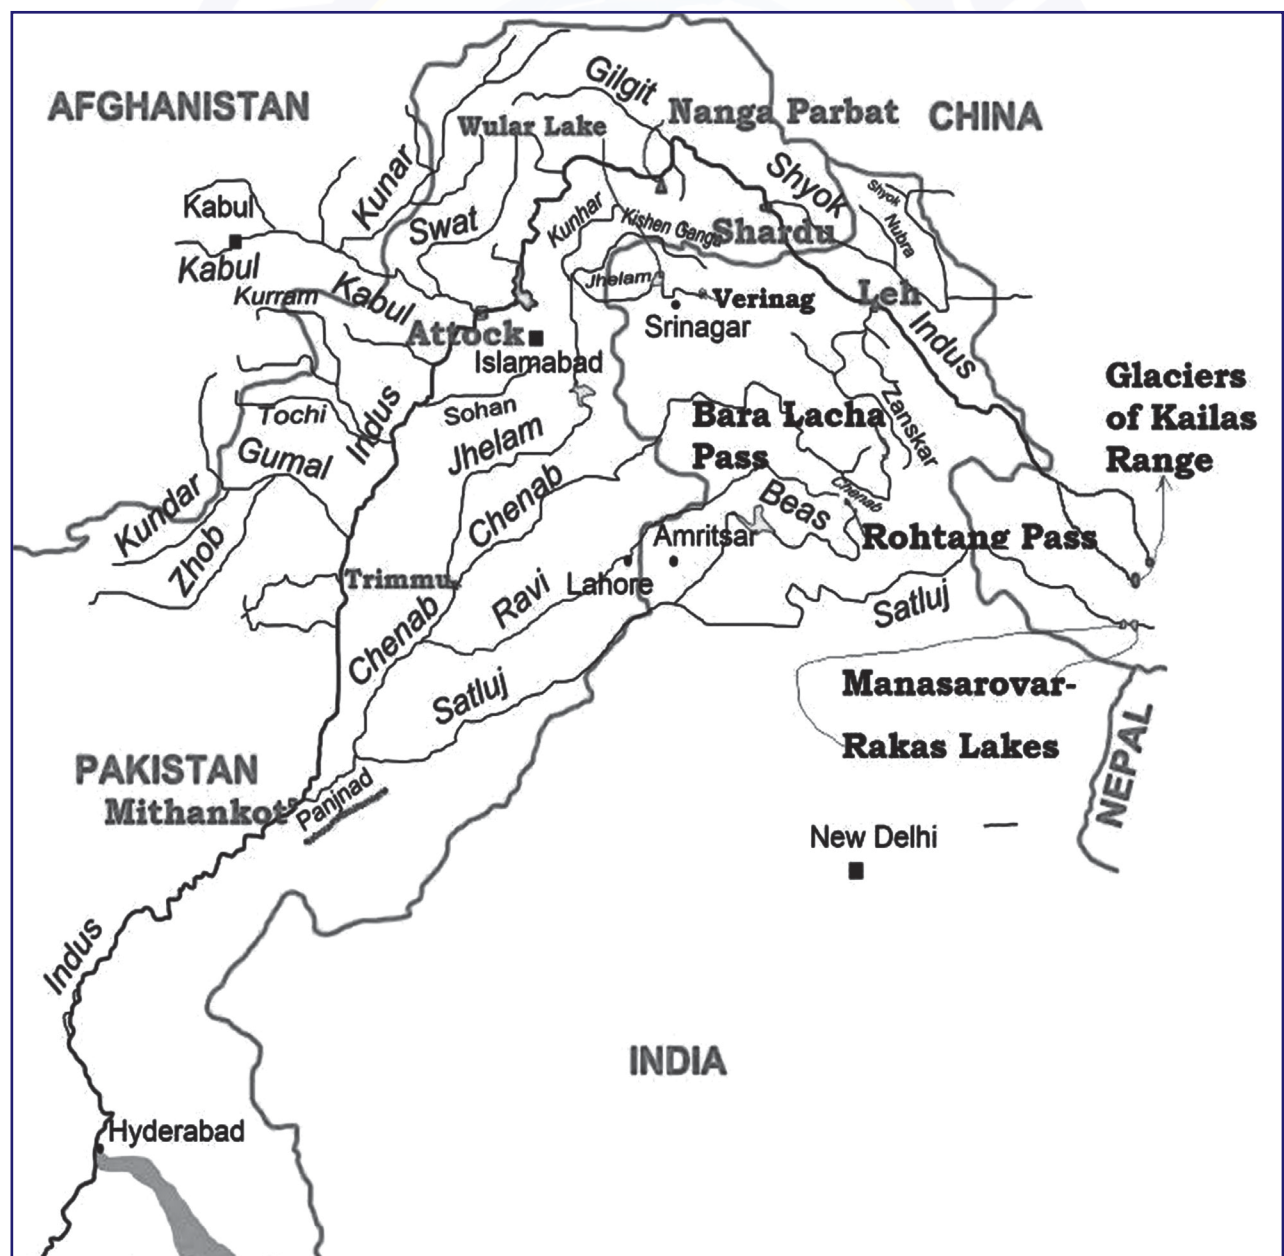 Gilgit
AFGHANISTAN
Nanga Parbat
CHINA
Wular Lake
Kunar
Shyok
Shyok
Kabul
Swat
Kunhar
Kishen Ganga
Shardu
Nubra
Kabul
Kurram
Kabul
Jhelam
Verinag
Leh
Attock
Srinagar
Indus
Islamabad
Glaciers
of Kailas
Range
Tochi
Indus
Sohan
Bara Lacha
Pass
Zanskar
Gumal
Jhelam
Kundar
Zhob
Chenab
Beas
Chenab
Amritsar
Rohtang Pass
Trimmu
Lahore
Chenab
Ravi
Satluj
Satluj
Manasarovar-
Rakas Lakes
NEPAL
PAKISTAN
Mithankot
Panjnad
New Delhi
Indus
INDIA
Hyderabad